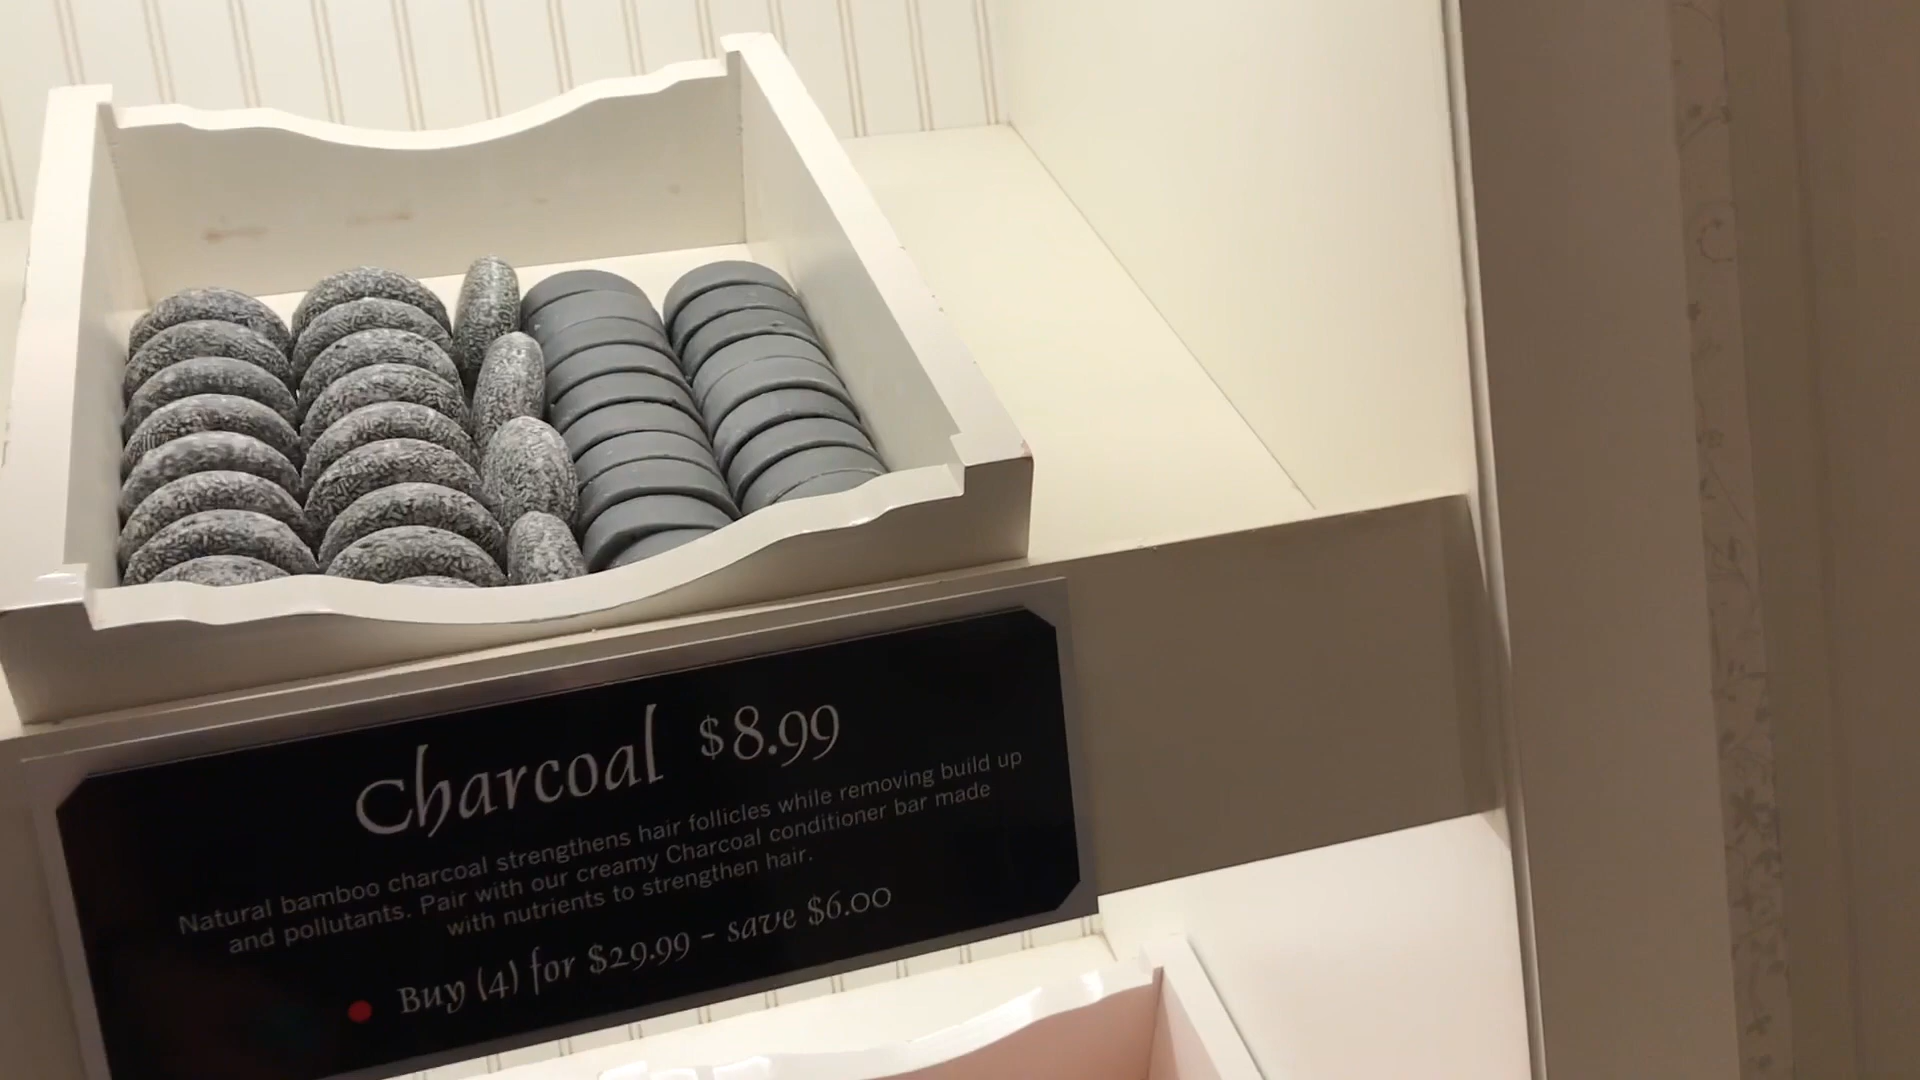 Charcoal $8.99
Natural bamboo charcoal strengthens hair follicles while removing build up
and pollutants. Pair with our creamy Charcoal conditioner bar made
with nutrients to strengthen hair.
Buy (4) for $29.99 - save $6.00